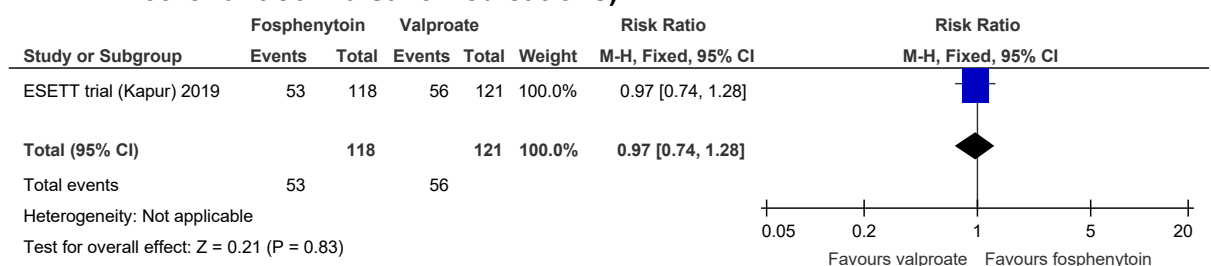 Fosphenytoin Valproate Risk Ratio Risk Ratio
Study or Subgroup Events Total Events Total Weight M-H, Fixed, 95% CI M-H, Fixed, 95% CI
ESETT trial (Kapur) 2019 53 118 56 121 100.0% 0.97 [0.74, 1.28]
Total (95% CI) 118 121 100.0% 0.97 [0.74, 1.28]
Total events 53 56
Heterogeneity: Not applicable
Test for overall effect: Z = 0.21 (P = 0.83)
0.05 0.2 1 5 20
Favours valproate Favours fosphenytoin